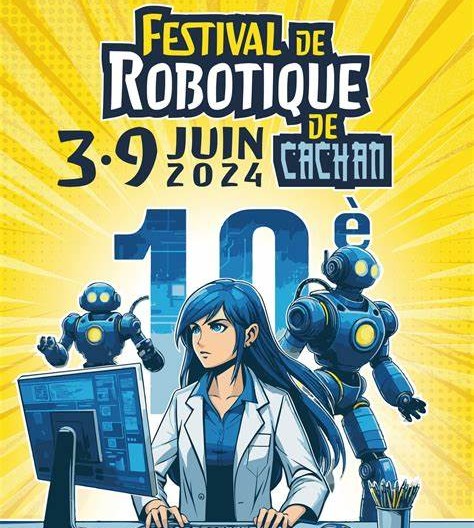 FESTIVAL DE
ROBOTIQUE
DE
CACHAN
3·9 JUIN
2024
10è